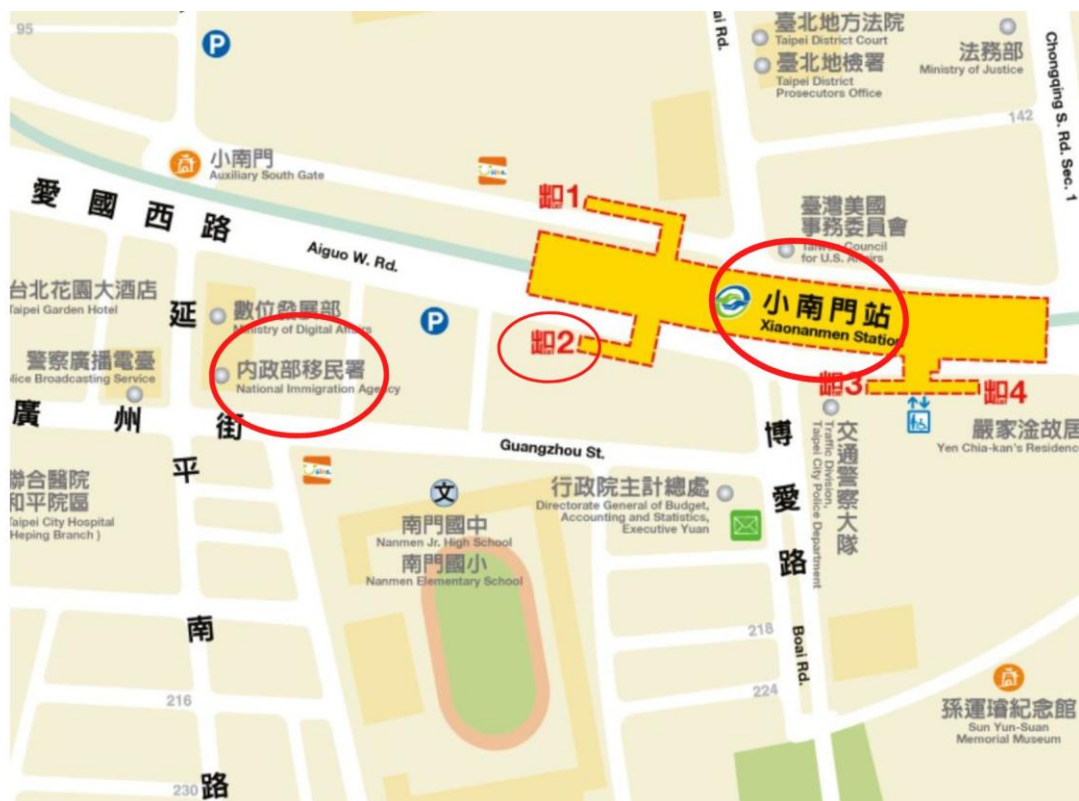 95
P
ai Rd.
臺北地方法院
Taipei District Court
臺北地檢署
Taipei District
Prosecutors Office
法務部
Ministry of Justice
Chongqing S. Rd. Sec. 1
142
小南門
Auxiliary South Gate
愛國西路
Aiguo W. Rd.
出口1
臺灣美國
事務委員會
Taiwan Council
for U.S. Affairs
小南門站
Xiaonanmen Station
台北花園大酒店
Taipei Garden Hotel
數位發展部
Ministry of Digital Affairs
P
出口2
內政部移民署
National Immigration Agency
警察廣播電臺
lice Broadcasting Service
出口3
出口4
廣州街
Guangzhou St.
嚴家淦故居
Yen Chia-kan's Residence
交通警察大隊
Traffic Division,
Taipei City Police Department
聯合醫院
和平院區
Taipei City Hospital
Heping Branch )
文
南門國中
Nanmen Jr. High School
南門國小
Nanmen Elementary School
行政院主計總處
Directorate General of Budget,
Accounting and Statistics,
Executive Yuan
博愛路
Boai Rd.
延平南路
218
224
216
230
孫運璿紀念館
Sun Yun-Suan
Memorial Museum